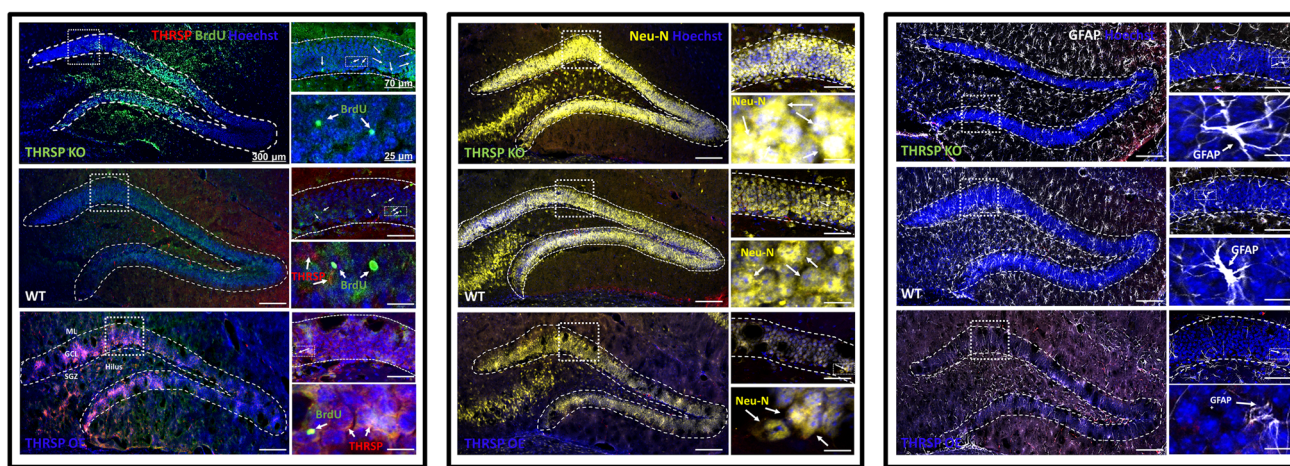 THRSP BrdU Hoechst
70 μm
BrdU
THRSP KO
300 μm
25 μm
THRSP
BrdU
WT
ML
GCL
SGZ
Hilus
BrdU
THRSP
THRSP OE
Neu-N Hoechst
Neu-N
THRSP KO
Neu-N
WT
Neu-N
THRSP OE
GFAP Hoechst
THRSP KO
GFAP
GFAP
WT
GFAP
THRSP OE